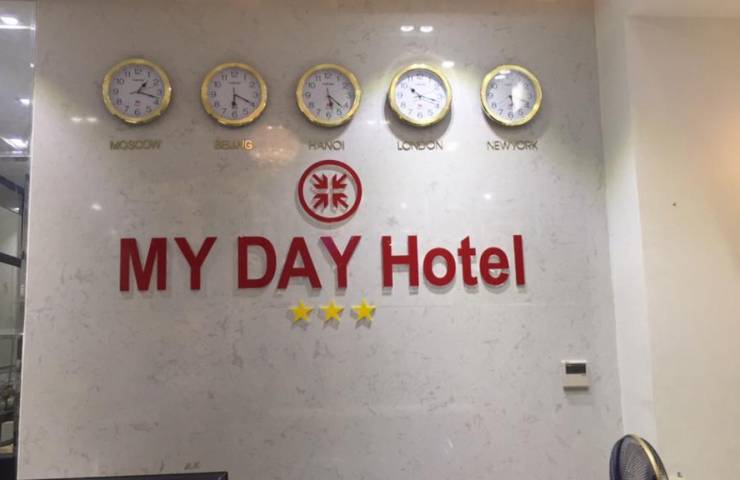 MOSCOW BEIJING HANOI LONDON NEWYORK
MY DAY Hotel